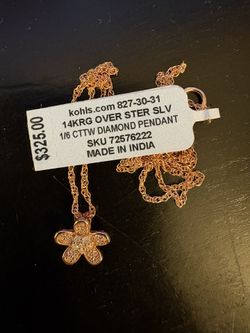 kohls.com 827-30-31
14KRG OVER STER SLV
1/6 CTTW DIAMOND PENDANT
SKU 72576222
MADE IN INDIA
$325.00